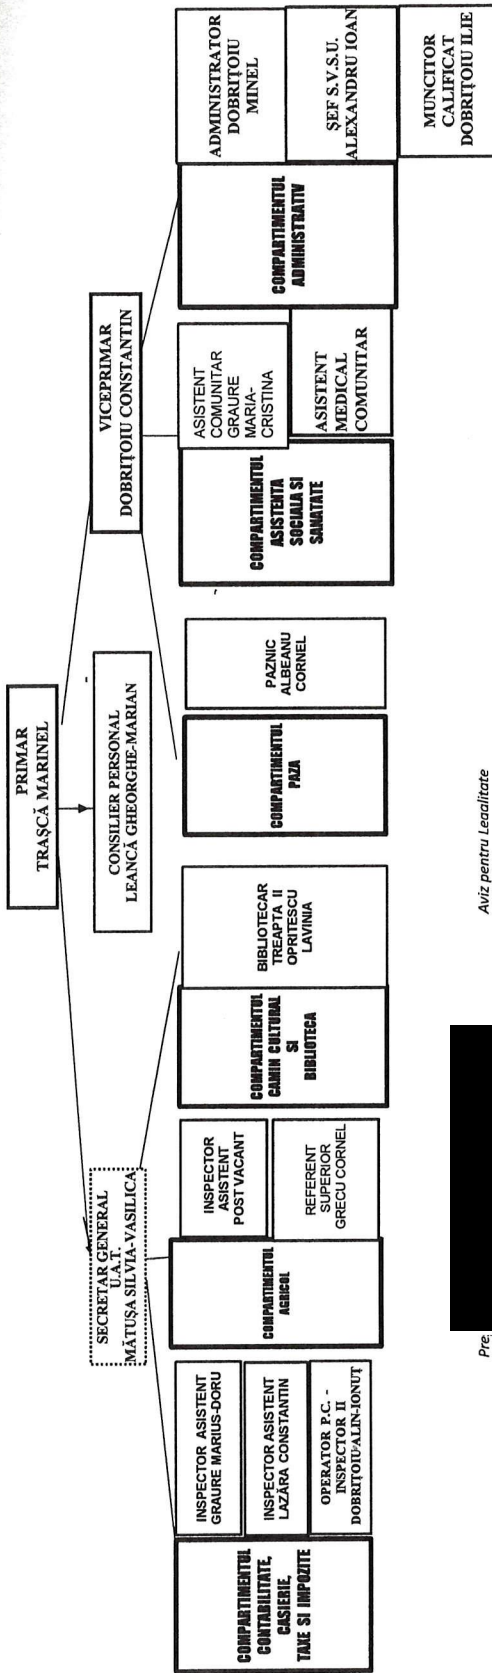 PRIMAR
TRAȘCĂ MARINEL
SECRETAR GENERAL
U.A.T.
MĂTUȘA SILVIA-VASILICA
CONSILIER PERSONAL
LEANCĂ GHEORGHE-MARIAN
VICEPRIMAR
DOBRIȚOIU CONSTANTIN
COMPARTIMENTUL
CONTABILITATE,
CASIERIE,
TAXE SI IMPOZITE
INSPECTOR ASISTENT
GRAURE MARIUS-DORU
INSPECTOR ASISTENT
LAZĂRA CONSTANTIN
OPERATOR P.C. -
INSPECTOR II
DOBRIȚOIU ALIN-IONUȚ
COMPARTIMENTUL
AGRICOL
INSPECTOR
ASISTENT
POST VACANT
REFERENT
SUPERIOR
GRECU CORNEL
COMPARTIMENTUL
CAMIN CULTURAL
SI
BIBLIOTECA
BIBLIOTECAR
TREAPTA II
OPRITESCU
LAVINIA
COMPARTIMENTUL
PAZA
PAZNIC
ALBEANU
CORNEL
COMPARTIMENTUL
ASISTENTA
SOCIALA SI
SANATATE
ASISTENT
COMUNITAR
GRAURE
MARIA-
CRISTINA
ASISTENT
MEDICAL
COMUNITAR
COMPARTIMENTUL
ADMINISTRATIV
ADMINISTRATOR
DOBRIȚOIU
MINEL
ȘEF S.V.S.U.
ALEXANDRU IOAN
MUNCITOR
CALIFICAT
DOBRIȚOIU ILIE
Aviz pentru Legalitate